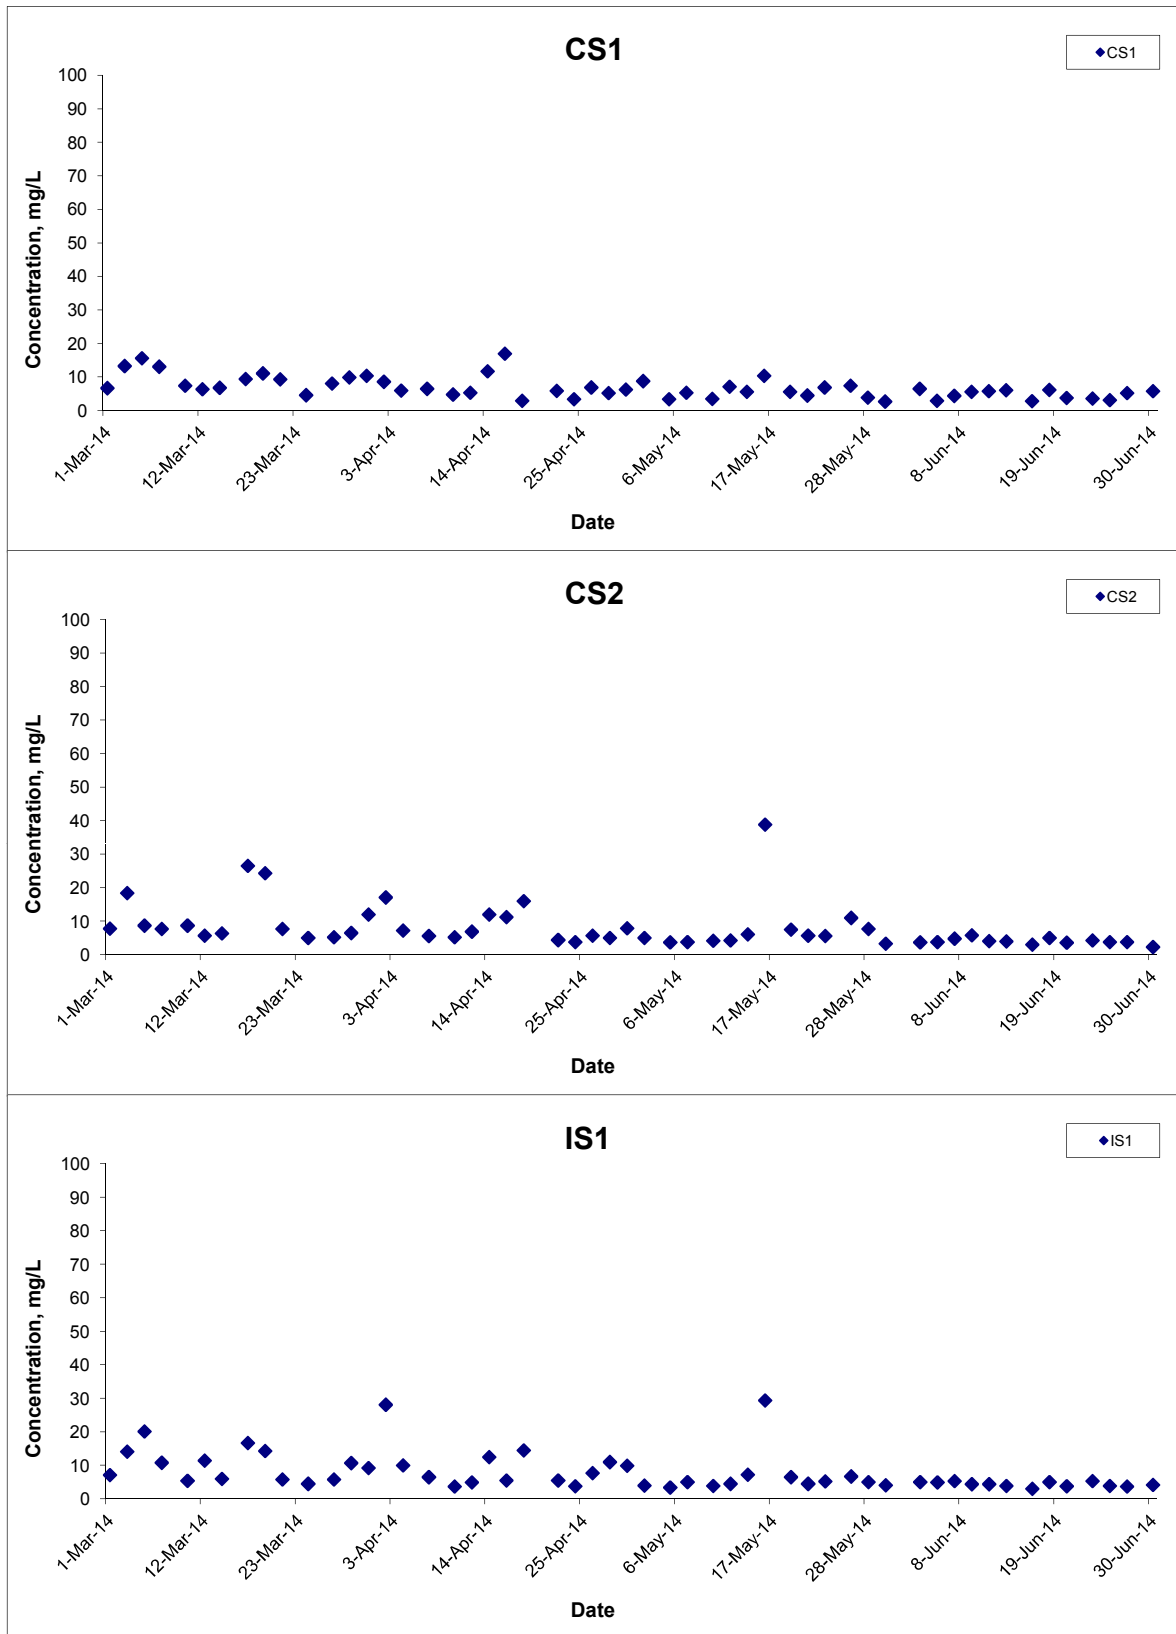 CS1
CS1
100
90
80
70
60
50
40
30
20
10
0
Concentration, mg/L
1-Mar-14 12-Mar-14 23-Mar-14 3-Apr-14 14-Apr-14 25-Apr-14 6-May-14 17-May-14 28-May-14 8-Jun-14 19-Jun-14 30-Jun-14
Date
CS2
CS2
100
90
80
70
60
50
40
30
20
10
0
Concentration, mg/L
1-Mar-14 12-Mar-14 23-Mar-14 3-Apr-14 14-Apr-14 25-Apr-14 6-May-14 17-May-14 28-May-14 8-Jun-14 19-Jun-14 30-Jun-14
Date
IS1
IS1
100
90
80
70
60
50
40
30
20
10
0
Concentration, mg/L
1-Mar-14 12-Mar-14 23-Mar-14 3-Apr-14 14-Apr-14 25-Apr-14 6-May-14 17-May-14 28-May-14 8-Jun-14 19-Jun-14 30-Jun-14
Date